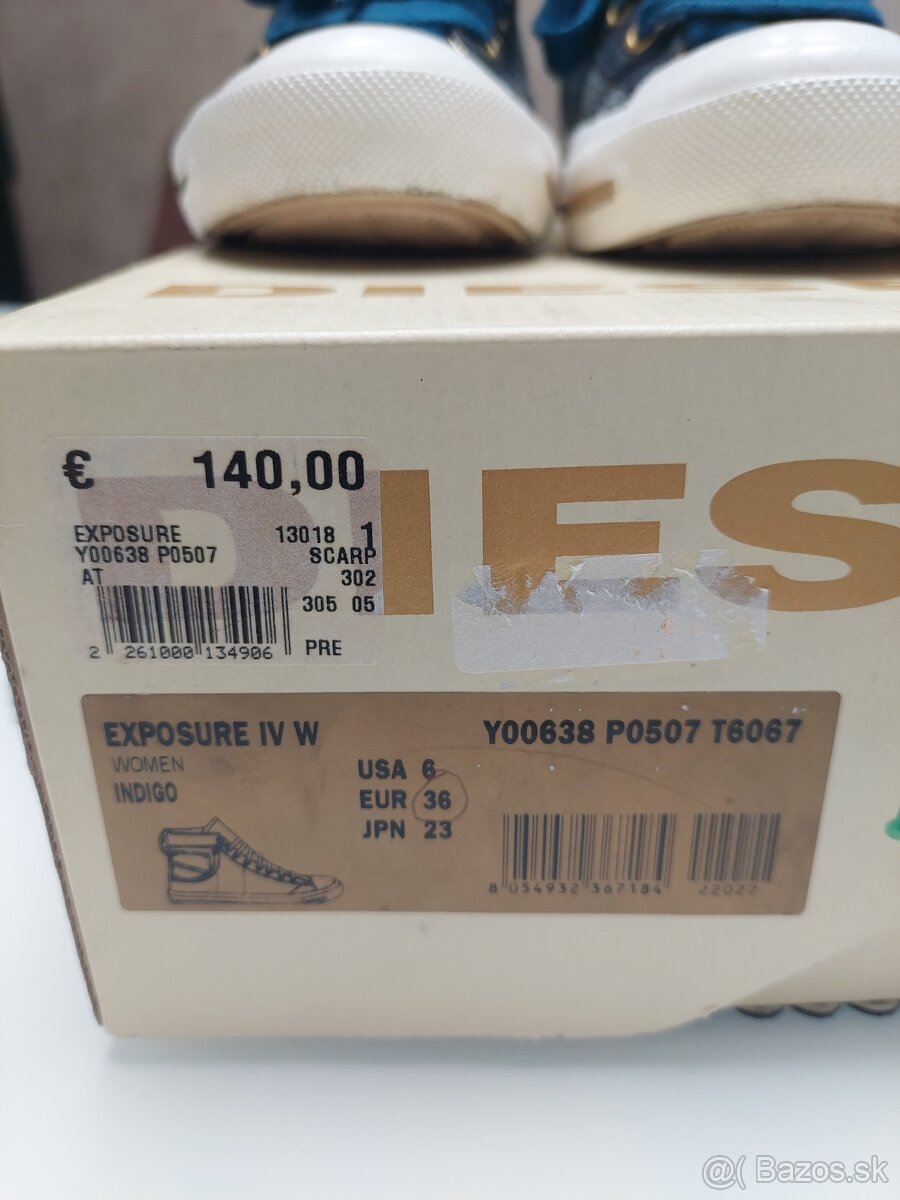 DIES
€ 140,00
EXPOSURE 13018 1
Y00638 P0507 SCARP
AT 302
305 05
2 261000 134906 PRE
DIES
EXPOSURE IV W Y00638 P0507 T6067
WOMEN
INDIGO
USA 6
EUR 36
JPN 23
8 054932 367184 22022
@( Bazos.sk